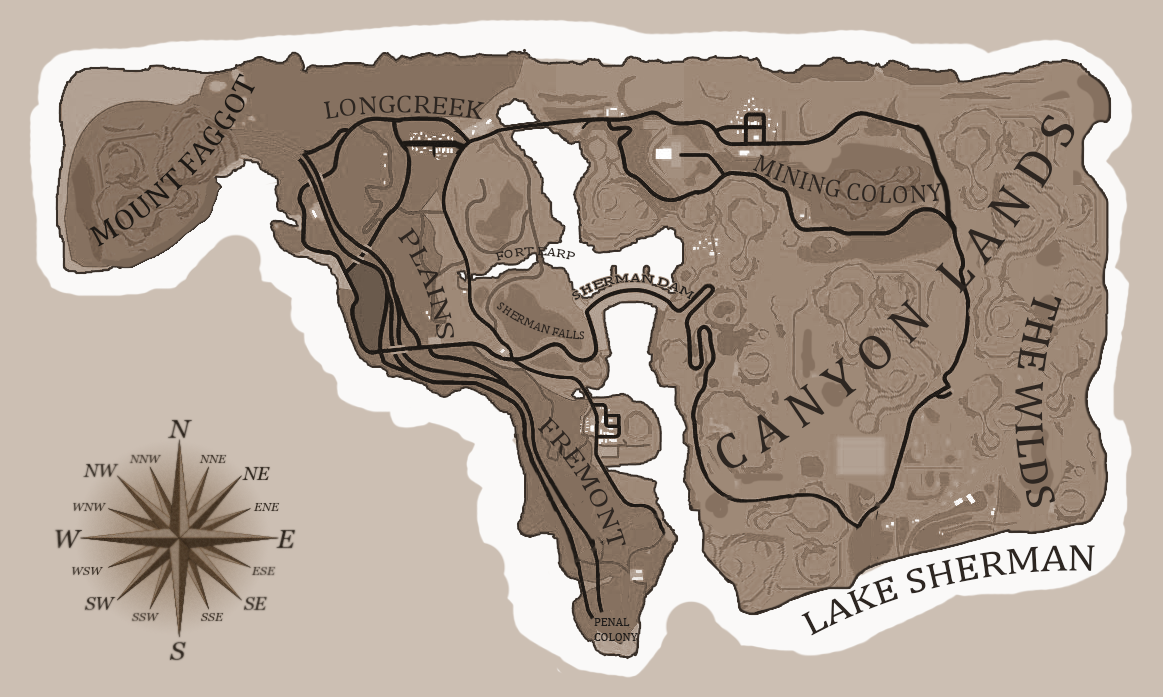 LONGCREEK
MOUNT FAGGOT
MINING COLONY
CANYON LANDS
PLAINS
FORT EARP
SHERMAN DAM
SHERMAN FALLS
THE WILDS
FREMONT
PENAL
COLONY
LAKE SHERMAN
N
NNW
NNE
NW
NE
WNW
ENE
W
E
WSW
ESE
SW
SE
SSW
SSE
S